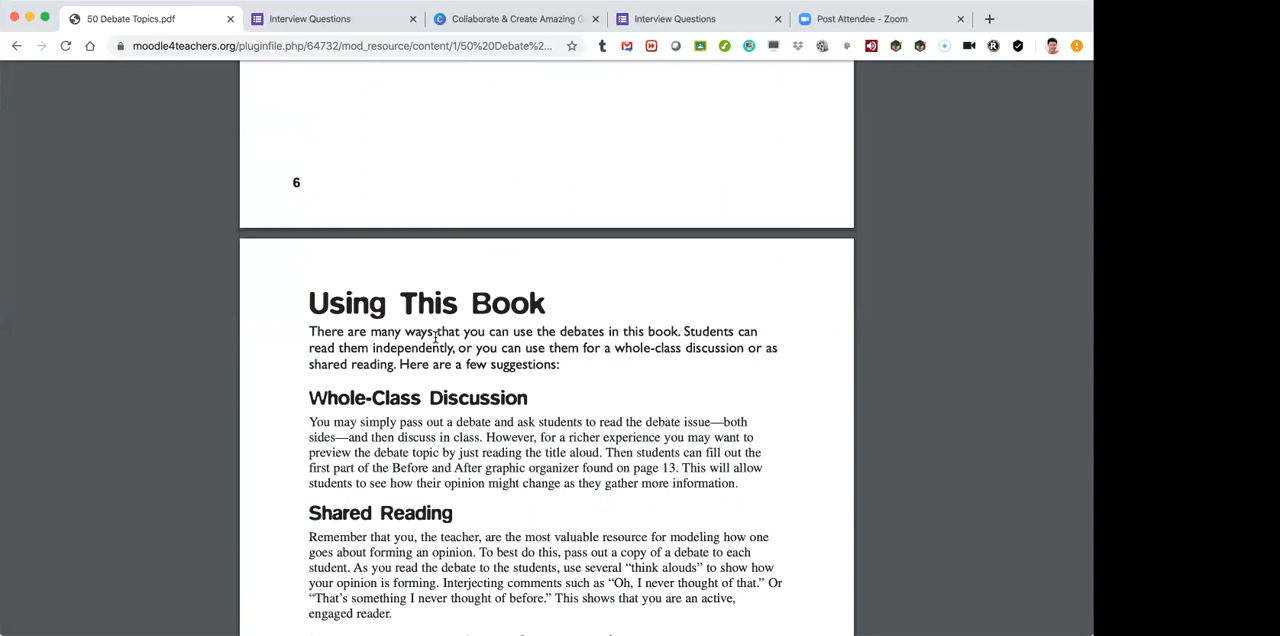 50 Debate Topics.pdf
Interview Questions
Collaborate & Create Amazing
Interview Questions
Post Attendee - Zoom
moodle4teachers.org/pluginfile.php/64732/mod_resource/content/1/50%20Debate%2...
6
Using This Book
There are many ways that you can use the debates in this book. Students can
read them independently, or you can use them for a whole-class discussion or as
shared reading. Here are a few suggestions:
Whole-Class Discussion
You may simply pass out a debate and ask students to read the debate issue—both
sides—and then discuss in class. However, for a richer experience you may want to
preview the debate topic by just reading the title aloud. Then students can fill out the
first part of the Before and After graphic organizer found on page 13. This will allow
students to see how their opinion might change as they gather more information.
Shared Reading
Remember that you, the teacher, are the most valuable resource for modeling how one
goes about forming an opinion. To best do this, pass out a copy of a debate to each
student. As you read the debate to the students, use several “think alouds” to show how
your opinion is forming. Interjecting comments such as “Oh, I never thought of that.” Or
“That’s something I never thought of before.” This shows that you are an active,
engaged reader.